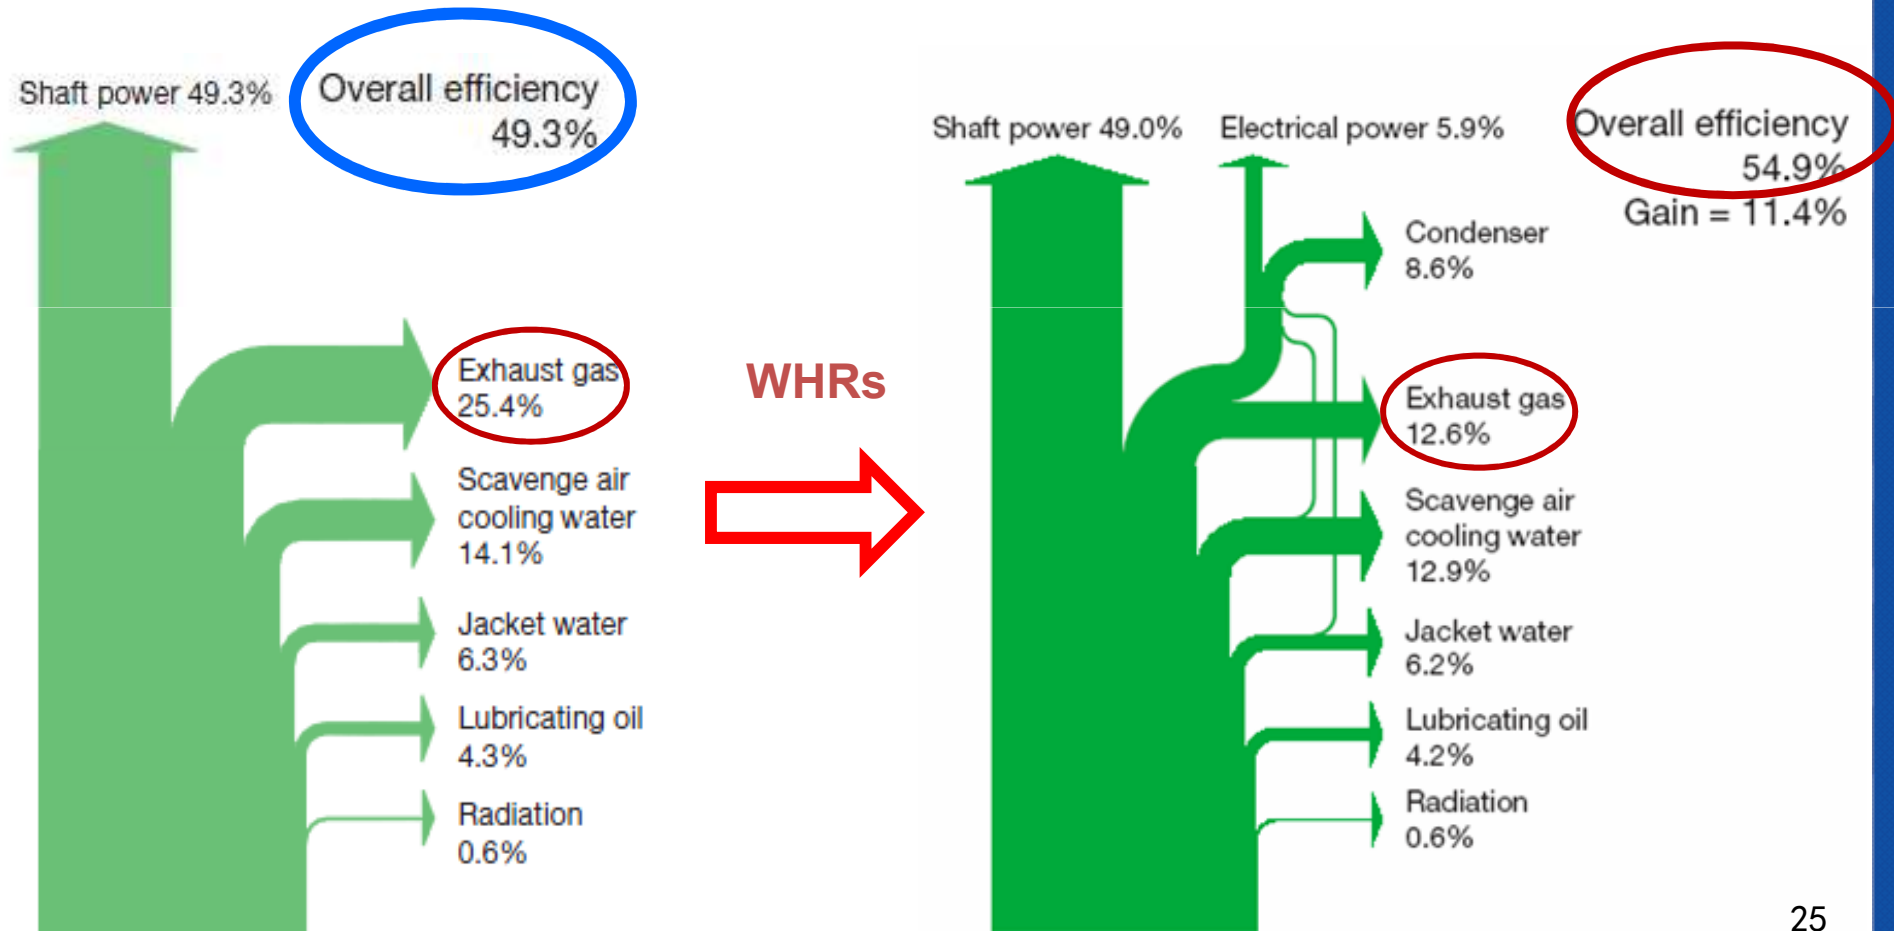 Shaft power 49.3%
Overall efficiency
49.3%
Exhaust gas
25.4%
Scavenge air
cooling water
14.1%
Jacket water
6.3%
Lubricating oil
4.3%
Radiation
0.6%
WHRs
Shaft power 49.0%
Electrical power 5.9%
Overall efficiency
54.9%
Gain = 11.4%
Condenser
8.6%
Exhaust gas
12.6%
Scavenge air
cooling water
12.9%
Jacket water
6.2%
Lubricating oil
4.2%
Radiation
0.6%
25